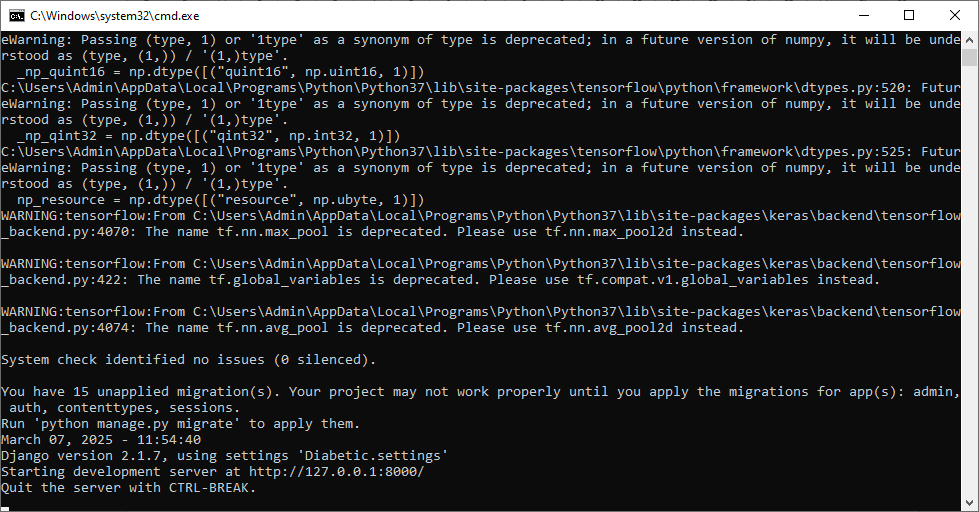 C:\Windows\system32\cmd.exe
eWarning: Passing (type, 1) or '1type' as a synonym of type is deprecated; in a future version of numpy, it will be unde
rstood as (type, (1,)) / '(1,)type'.
  _np_quint16 = np.dtype([("quint16", np.uint16, 1)])
C:\Users\Admin\AppData\Local\Programs\Python\Python37\lib\site-packages\tensorflow\python\framework\dtypes.py:520: Futur
eWarning: Passing (type, 1) or '1type' as a synonym of type is deprecated; in a future version of numpy, it will be unde
rstood as (type, (1,)) / '(1,)type'.
  _np_qint32 = np.dtype([("qint32", np.int32, 1)])
C:\Users\Admin\AppData\Local\Programs\Python\Python37\lib\site-packages\tensorflow\python\framework\dtypes.py:525: Futur
eWarning: Passing (type, 1) or '1type' as a synonym of type is deprecated; in a future version of numpy, it will be unde
rstood as (type, (1,)) / '(1,)type'.
  np_resource = np.dtype([("resource", np.ubyte, 1)])
WARNING:tensorflow:From C:\Users\Admin\AppData\Local\Programs\Python\Python37\lib\site-packages\keras\backend\tensorflow
_backend.py:4070: The name tf.nn.max_pool is deprecated. Please use tf.nn.max_pool2d instead.

WARNING:tensorflow:From C:\Users\Admin\AppData\Local\Programs\Python\Python37\lib\site-packages\keras\backend\tensorflow
_backend.py:422: The name tf.global_variables is deprecated. Please use tf.compat.v1.global_variables instead.

WARNING:tensorflow:From C:\Users\Admin\AppData\Local\Programs\Python\Python37\lib\site-packages\keras\backend\tensorflow
_backend.py:4074: The name tf.nn.avg_pool is deprecated. Please use tf.nn.avg_pool2d instead.

System check identified no issues (0 silenced).

You have 15 unapplied migration(s). Your project may not work properly until you apply the migrations for app(s): admin,
 auth, contenttypes, sessions.
Run 'python manage.py migrate' to apply them.
March 07, 2025 - 11:54:40
Django version 2.1.7, using settings 'Diabetic.settings'
Starting development server at http://127.0.0.1:8000/
Quit the server with CTRL-BREAK.